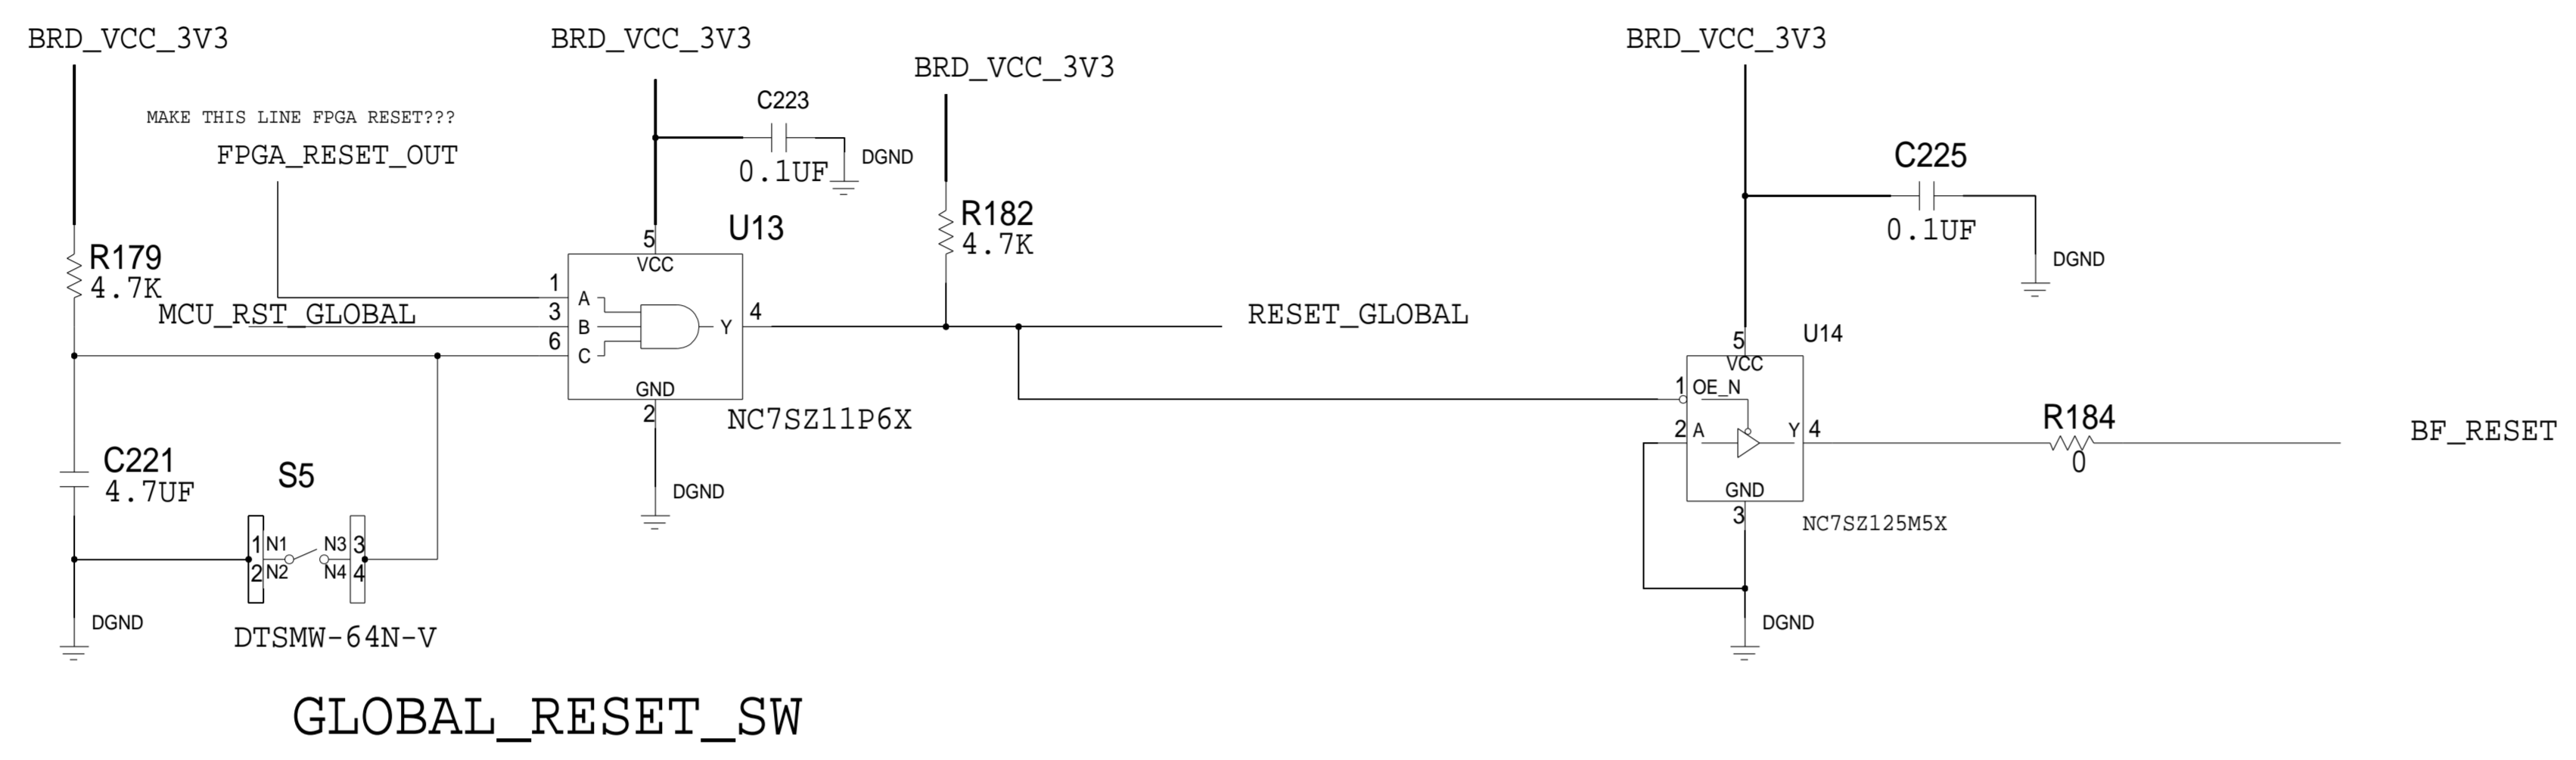 BRD_VCC_3V3
BRD_VCC_3V3
BRD_VCC_3V3
BRD_VCC_3V3
MAKE THIS LINE FPGA RESET???
FPGA_RESET_OUT
C223
0.1UF
DGND
R179
4.7K
MCU_RST_GLOBAL
U13
5
VCC
1 A
3 B
6 C
Y 4
GND
2
NC7SZ11P6X
DGND
R182
4.7K
RESET_GLOBAL
C225
0.1UF
DGND
U14
5
VCC
1 OE_N
2 A
Y 4
GND
3
NC7SZ125M5X
DGND
R184
0
BF_RESET
C221
4.7UF
S5
1 N1 N3 3
2 N2 N4 4
DGND
DTSMW-64N-V
GLOBAL_RESET_SW